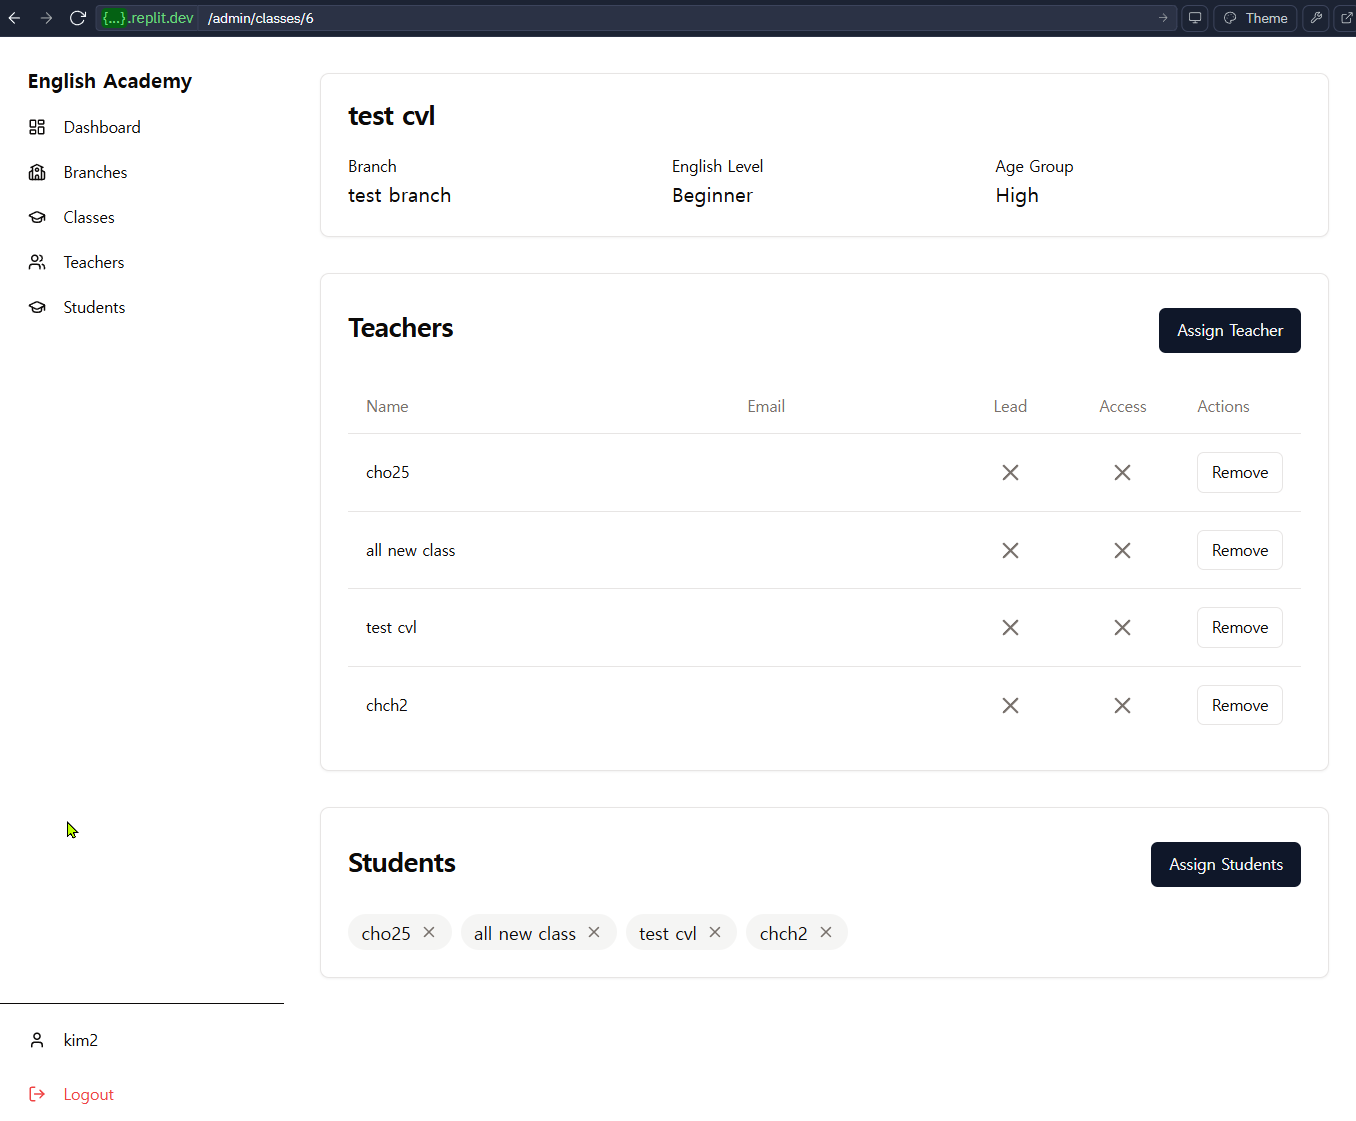 {...}.replit.dev /admin/classes/6 Theme
English Academy
Dashboard
Branches
Classes
Teachers
Students
kim2
Logout
test cvl
Branch English Level Age Group
test branch Beginner High
Teachers Assign Teacher
Name Email Lead Access Actions
cho25 Remove
all new class Remove
test cvl Remove
chch2 Remove
Students Assign Students
cho25 all new class test cvl chch2